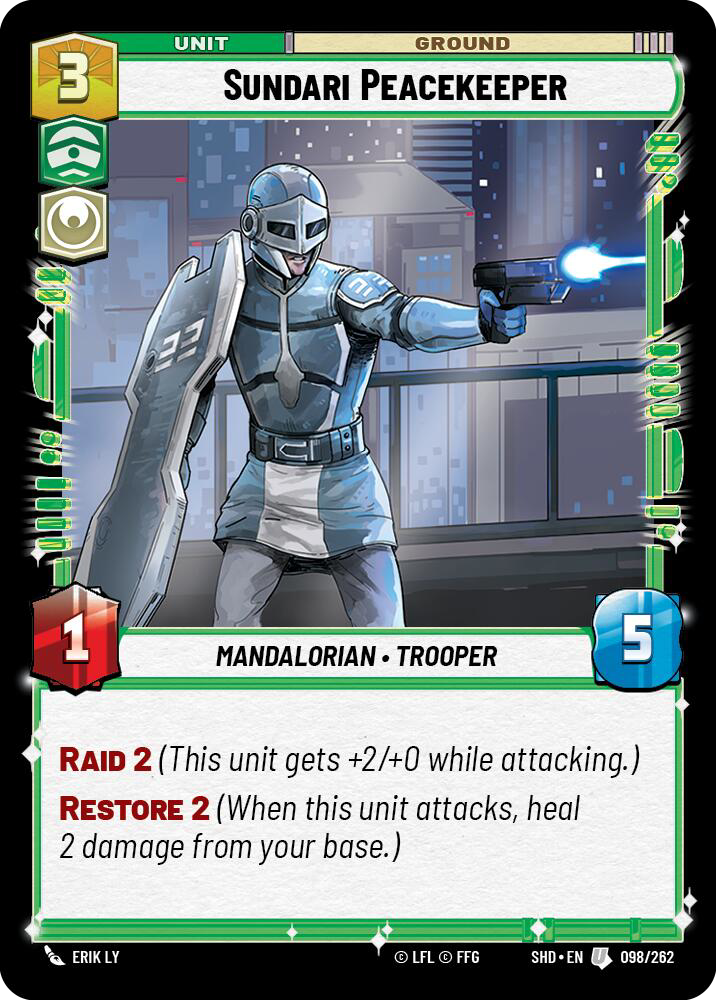 UNIT
GROUND
3
SUNDARI PEACEKEEPER
33
33
1
MANDALORIAN • TROOPER
5
RAID 2 (This unit gets +2/+0 while attacking.)
RESTORE 2 (When this unit attacks, heal
2 damage from your base.)
ERIK LY
© LFL © FFG
SHD • EN
U
098/262